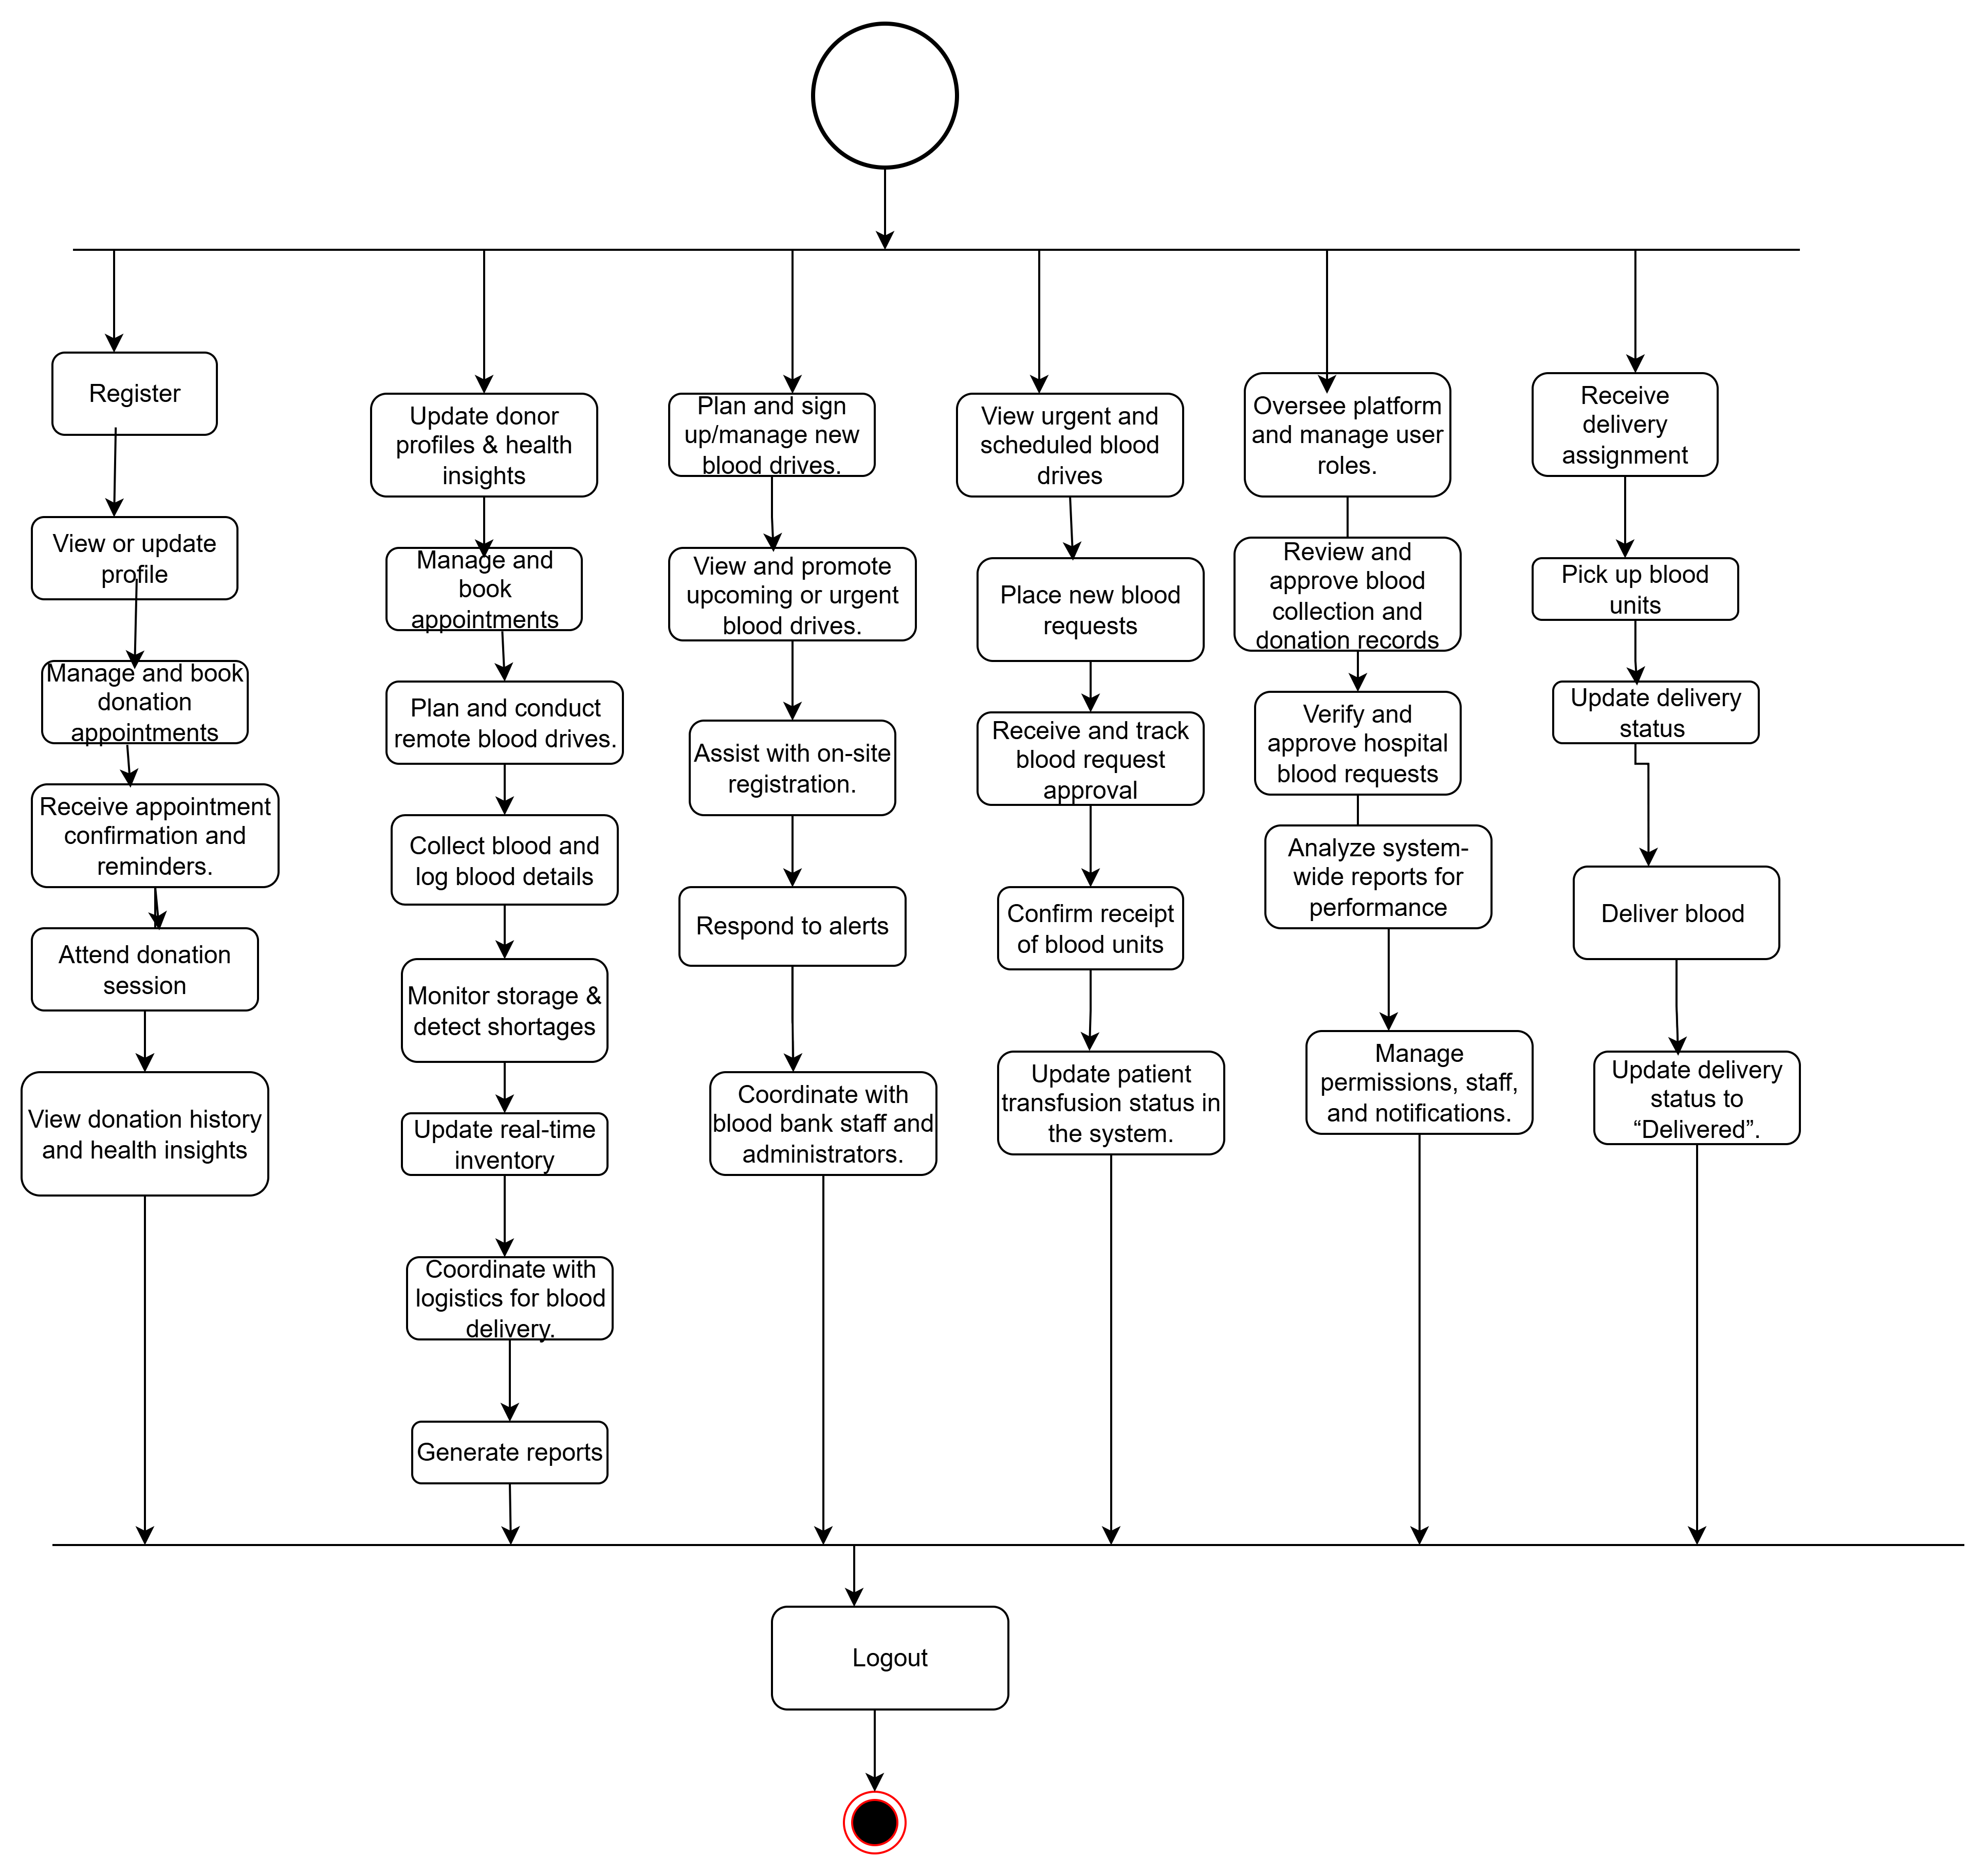 Register
View or update
profile
Manage and book
donation
appointments
Receive appointment
confirmation and
reminders.
Attend donation
session
View donation history
and health insights
Update donor
profiles & health
insights
Manage and
book
appointments
Plan and conduct
remote blood drives.
Collect blood and
log blood details
Monitor storage &
detect shortages
Update real-time
inventory
Coordinate with
logistics for blood
delivery.
Generate reports
Plan and sign
up/manage new
blood drives.
View and promote
upcoming or urgent
blood drives.
Assist with on-site
registration.
Respond to alerts
Coordinate with
blood bank staff and
administrators.
View urgent and
scheduled blood
drives
Place new blood
requests
Receive and track
blood request
approval
Confirm receipt
of blood units
Update patient
transfusion status in
the system.
Oversee platform
and manage user
roles.
Review and
approve blood
collection and
donation records
Verify and
approve hospital
blood requests
Analyze system-
wide reports for
performance
Manage
permissions, staff,
and notifications.
Receive
delivery
assignment
Pick up blood
units
Update delivery
status
Deliver blood
Update delivery
status to
“Delivered”.
Logout